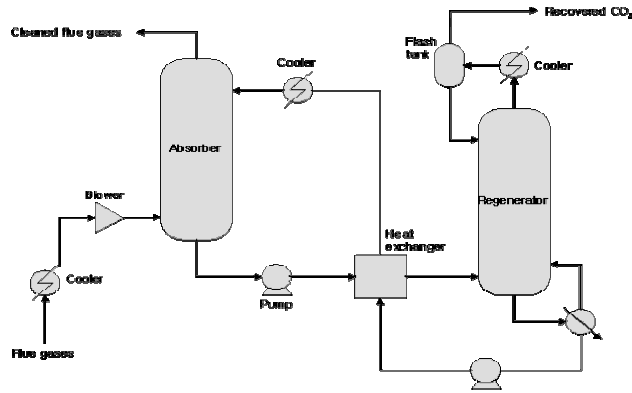 Recovered CO2
Cleaned flue gases
Flash
tank
Cooler
Cooler
Absorber
Regenerator
Blower
Heat
exchanger
Cooler
Pump
Flue gases